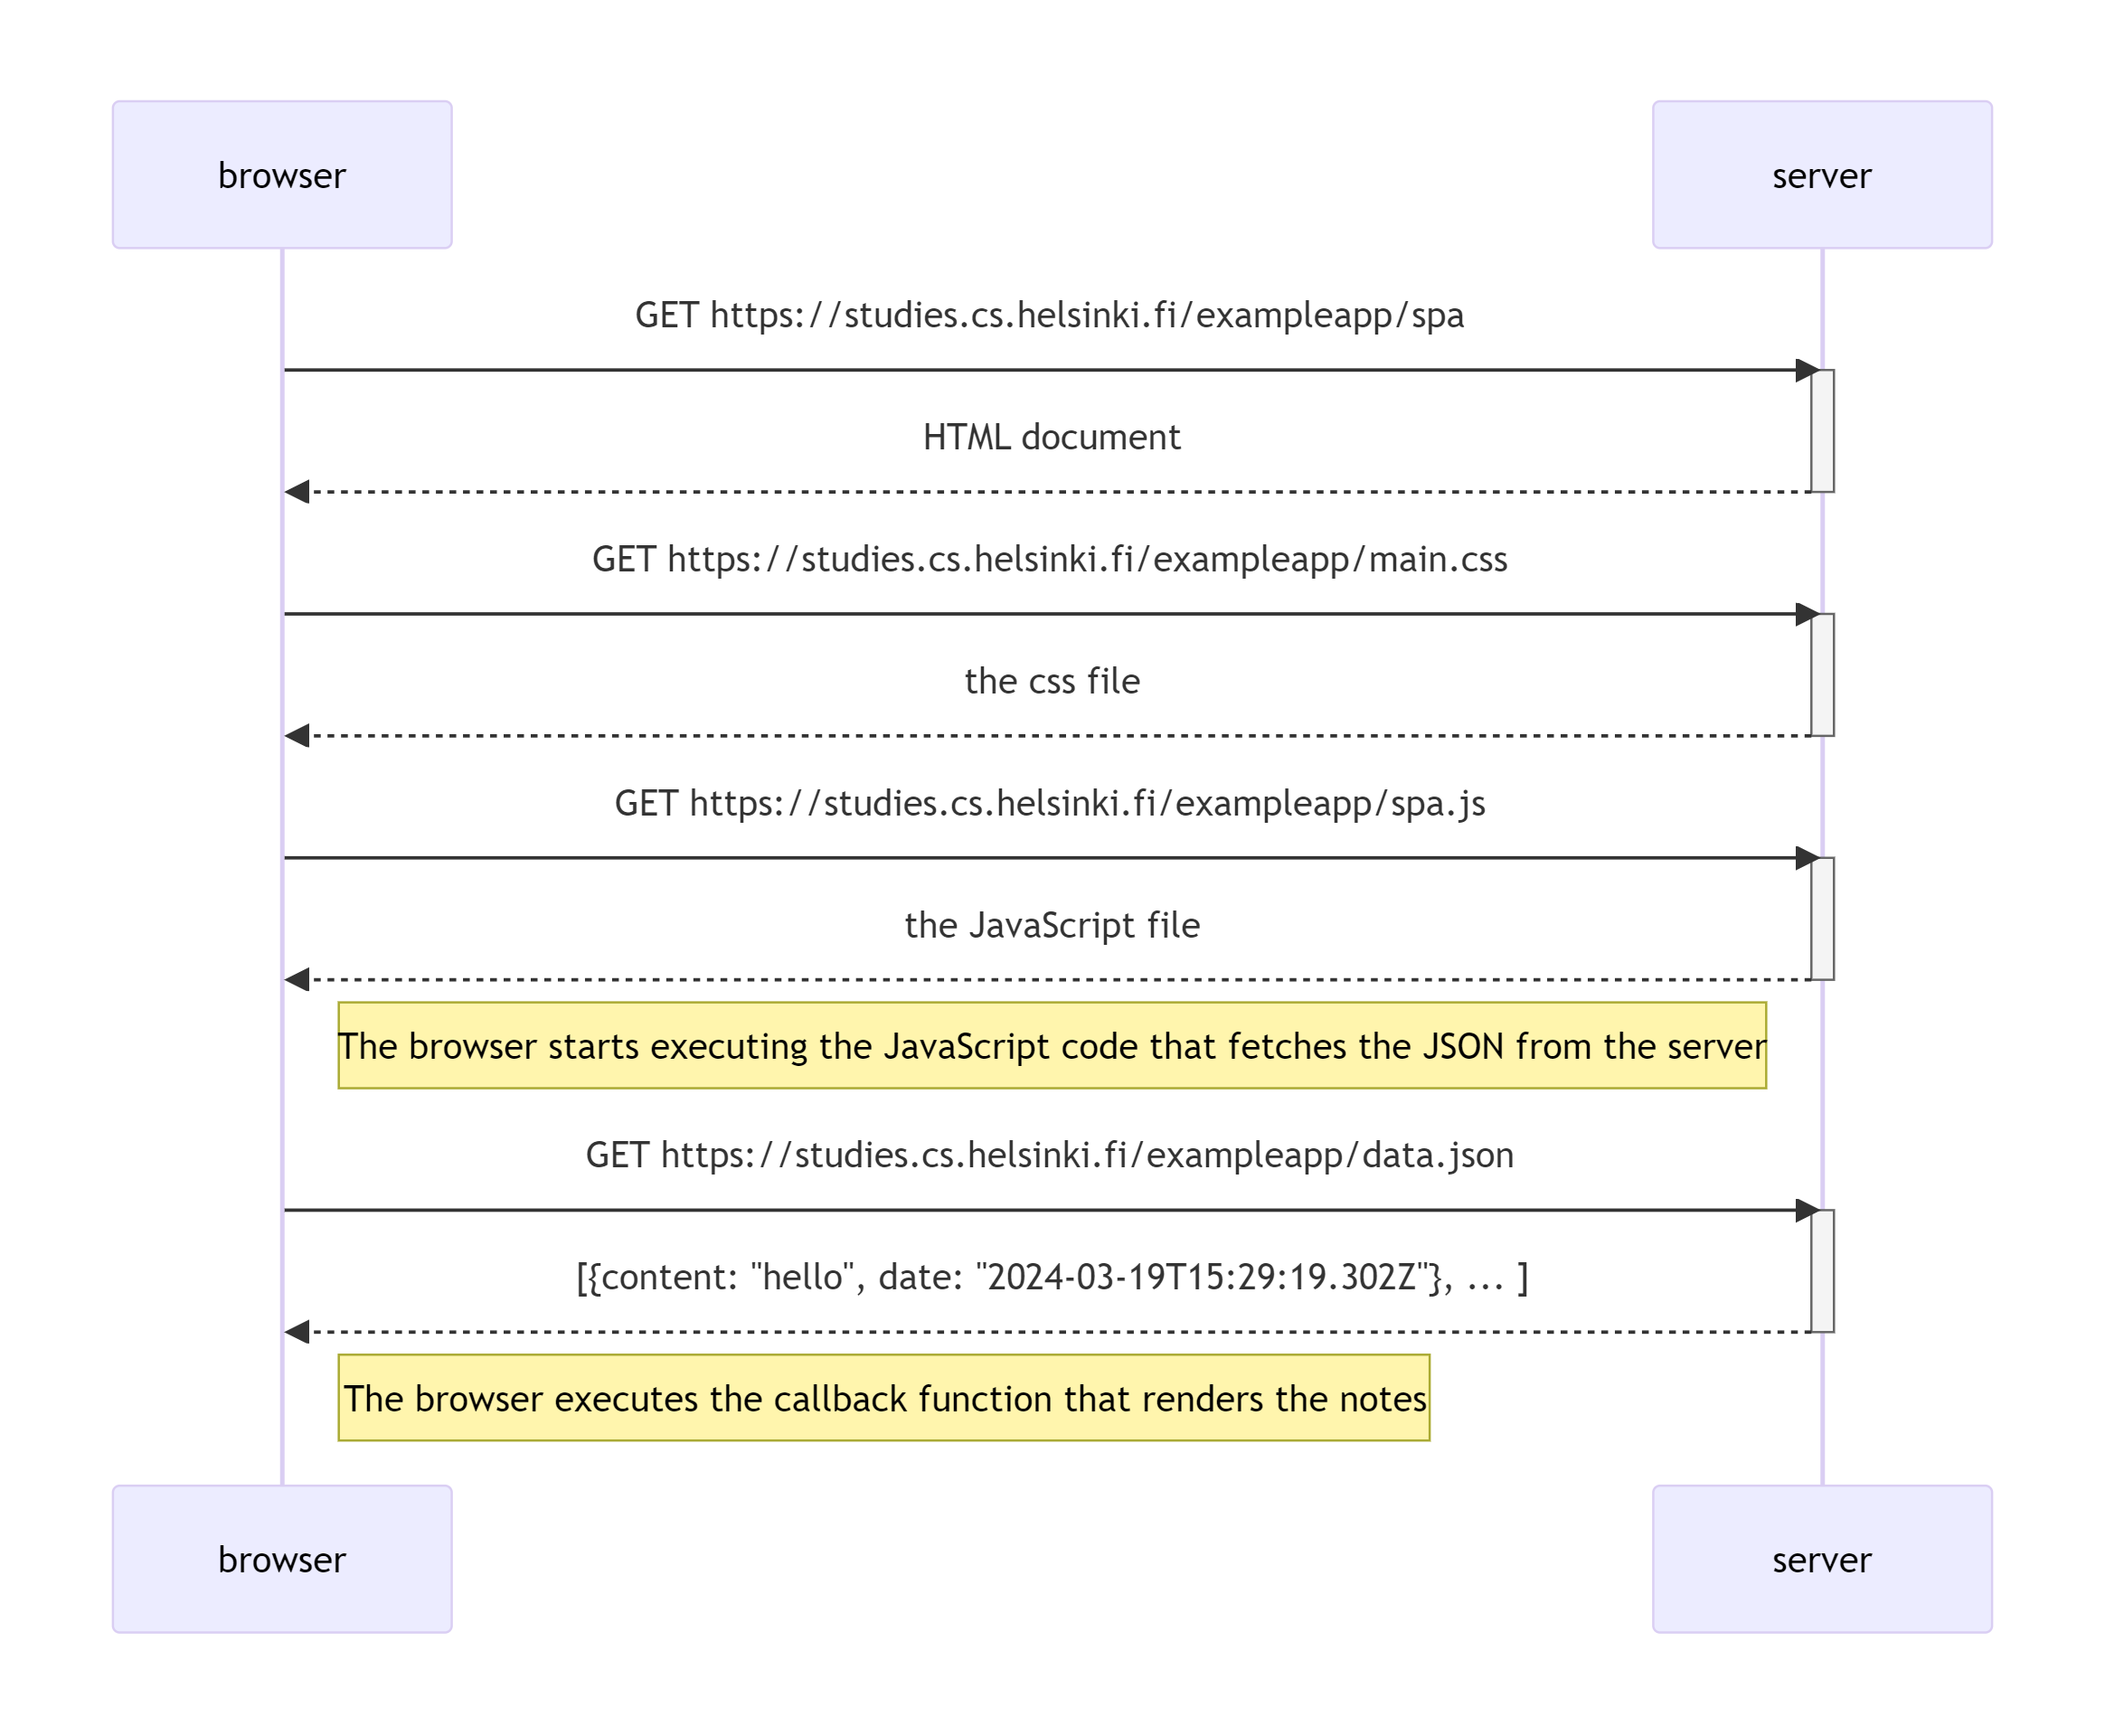 browser
server
GET https://studies.cs.helsinki.fi/exampleapp/spa
HTML document
GET https://studies.cs.helsinki.fi/exampleapp/main.css
the css file
GET https://studies.cs.helsinki.fi/exampleapp/spa.js
the JavaScript file
The browser starts executing the JavaScript code that fetches the JSON from the server
GET https://studies.cs.helsinki.fi/exampleapp/data.json
[{content: "hello", date: "2024-03-19T15:29:19.302Z"}, ... ]
The browser executes the callback function that renders the notes
browser
server